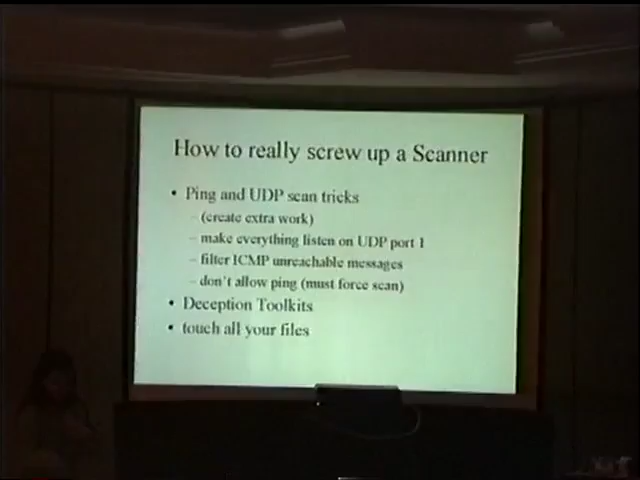 How to really screw up a Scanner
• Ping and UDP scan tricks
– (create extra work)
– make everything listen on UDP port 1
– filter ICMP unreachable messages
– don't allow ping (must force scan)
• Deception Toolkits
• touch all your files